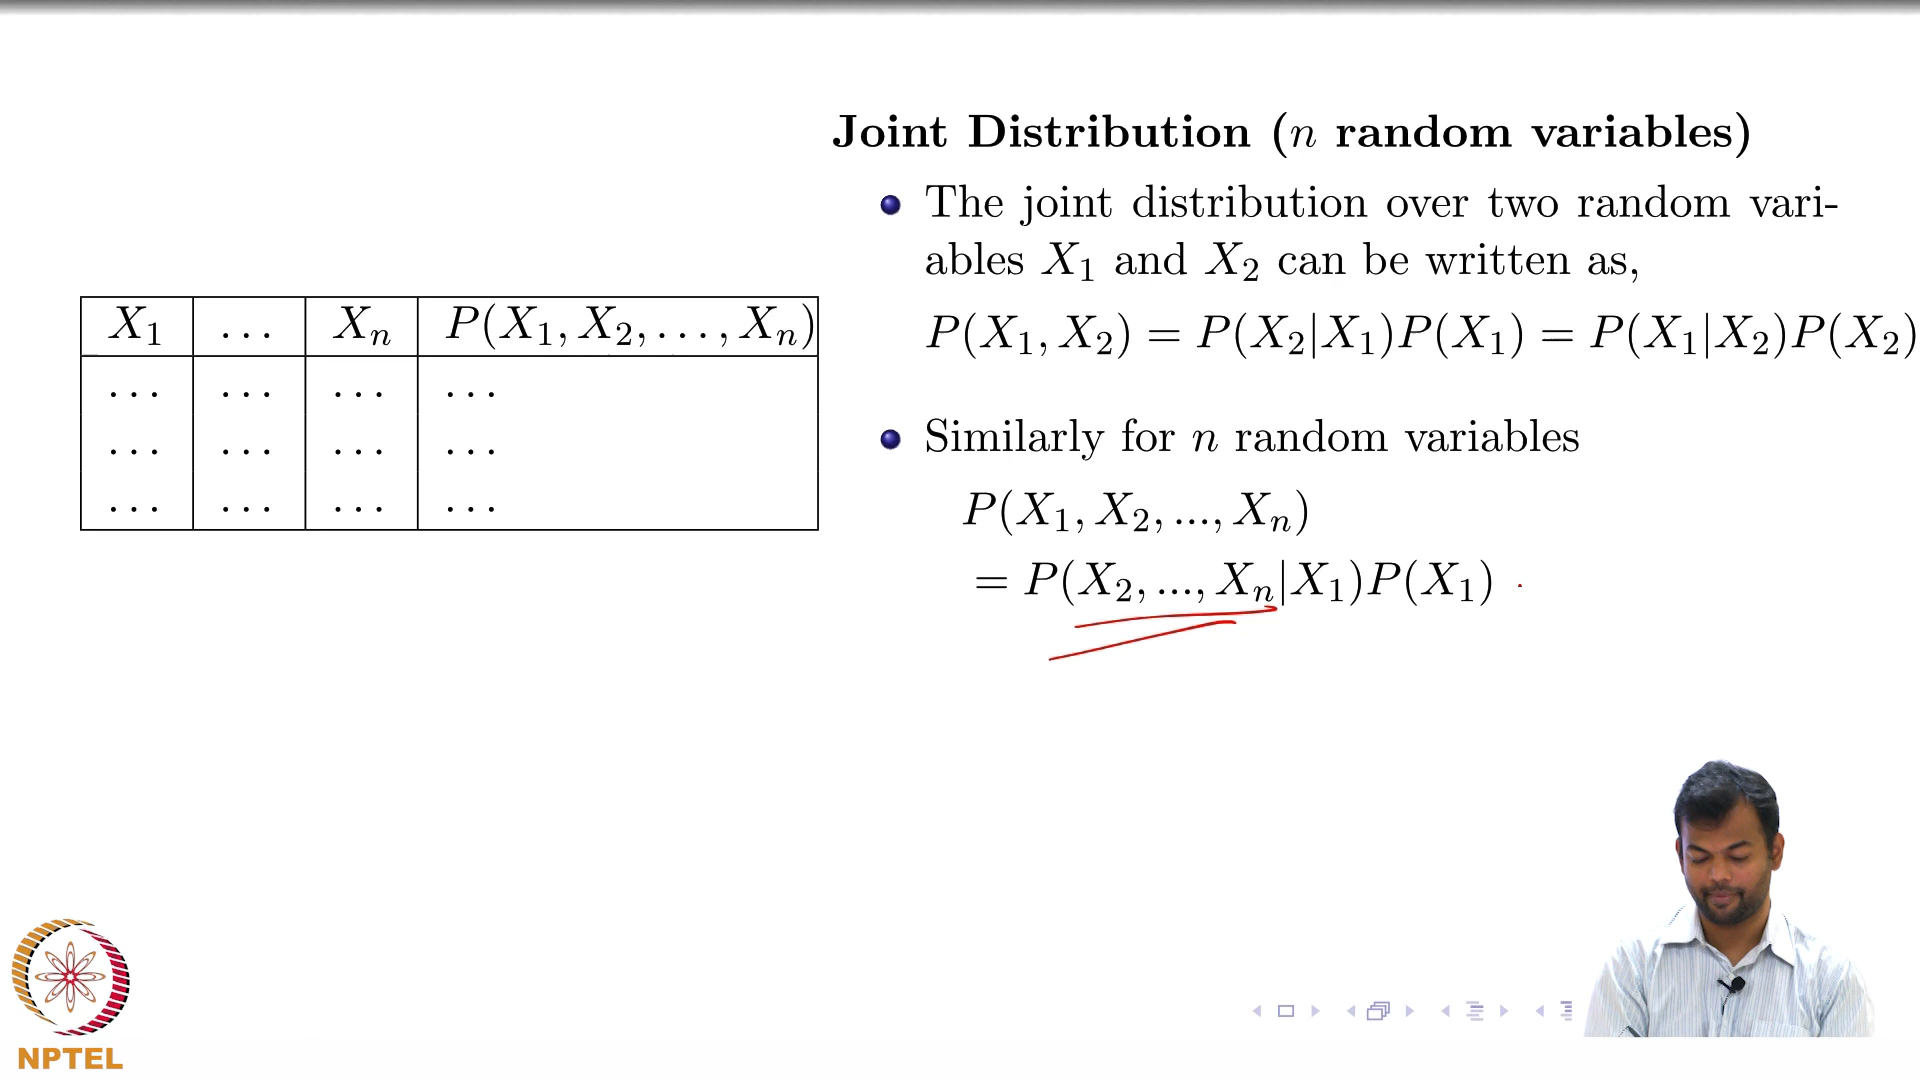 Joint Distribution (n random variables)
The joint distribution over two random vari-
ables X₁ and X₂ can be written as,
P(X₁, X₂) = P(X₂|X₁)P(X₁) = P(X₁|X₂)P(X₂)
Similarly for n random variables
P(X₁, X₂, ..., Xₙ)
= P(X₂, ..., Xₙ|X₁)P(X₁)
X₁ ... Xₙ P(X₁, X₂, . . . , Xₙ)
... ... ... ...
... ... ... ...
... ... ... ...
NPTEL